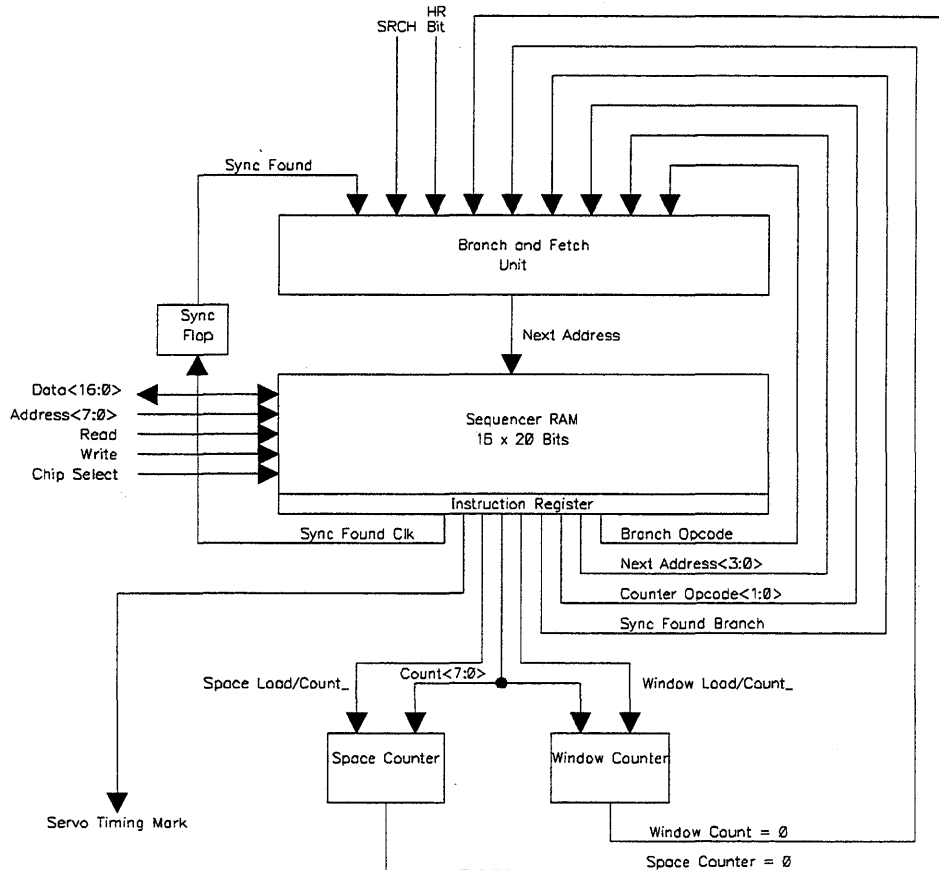 HR
SRCH Bit
Sync Found
Branch and Fetch
Unit
Sync
Flop
Next Address
Data<16:0>
Address<7:0>
Read
Write
Chip Select
Sequencer RAM
16 x 20 Bits
Instruction Register
Sync Found Clk
Branch Opcode
Next Address<3:0>
Counter Opcode<1:0>
Sync Found Branch
Space Load/Count_
Count<7:0>
Window Load/Count_
Space Counter
Window Counter
Servo Timing Mark
Window Count = 0
Space Counter = 0